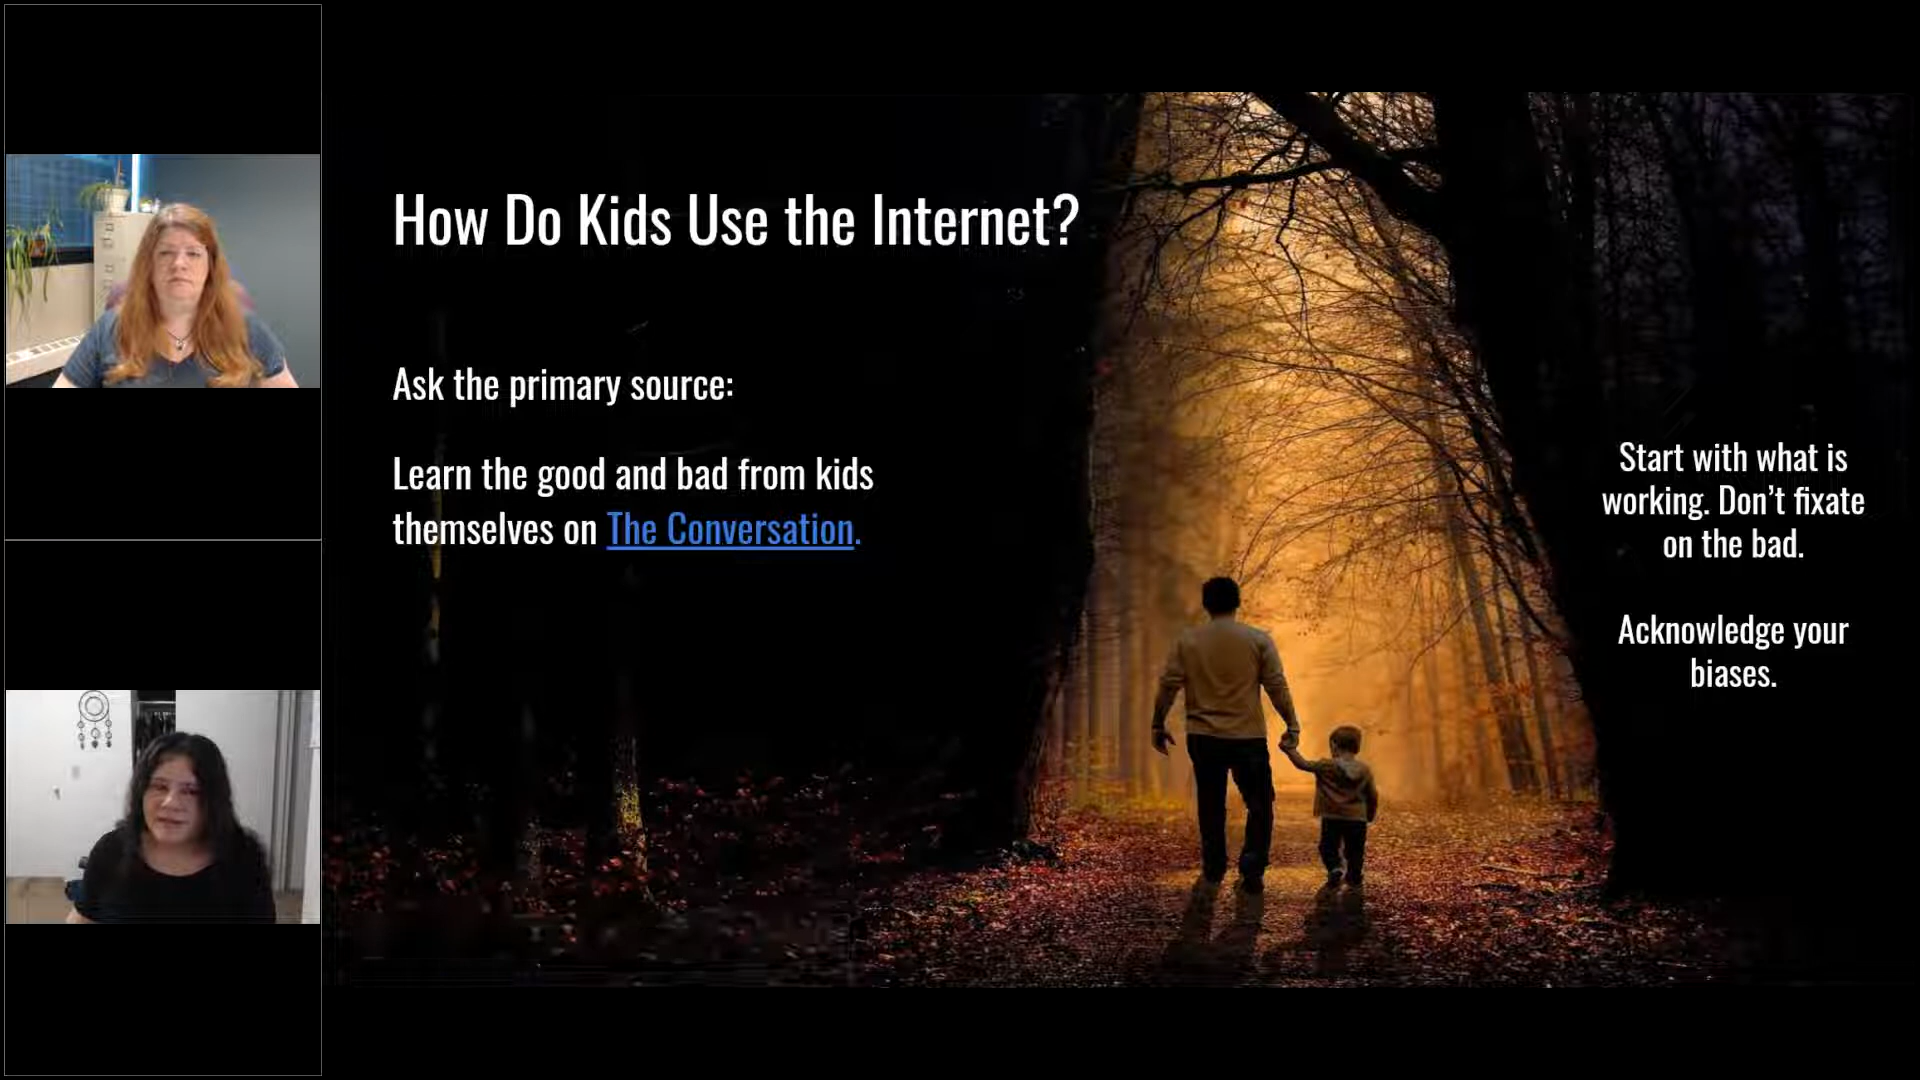 How Do Kids Use the Internet?
Ask the primary source:
Learn the good and bad from kids
themselves on The Conversation.
Start with what is
working. Don’t fixate
on the bad.
Acknowledge your
biases.